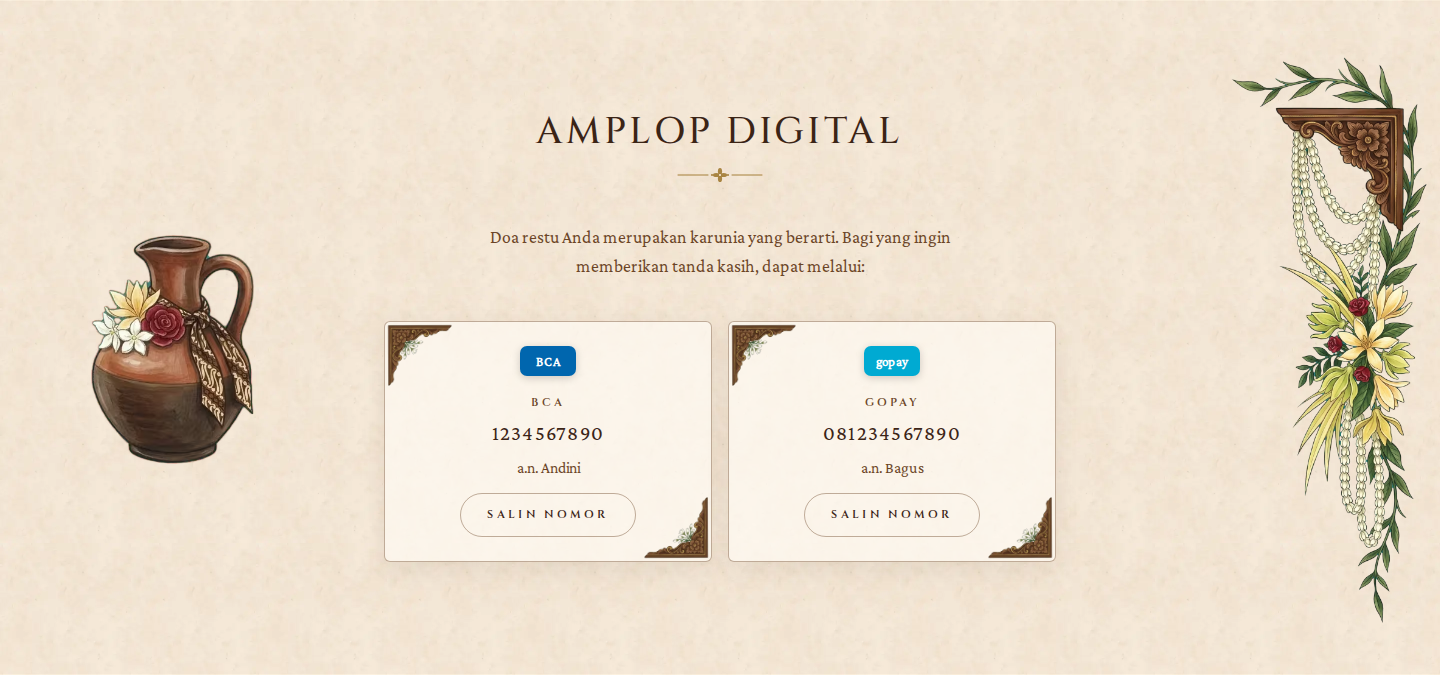 AMPLOP DIGITAL
Doa restu Anda merupakan karunia yang berarti. Bagi yang ingin
memberikan tanda kasih, dapat melalui:
BCA
BCA
1234567890
a.n. Andini
SALIN NOMOR
gopay
GOPAY
081234567890
a.n. Bagus
SALIN NOMOR